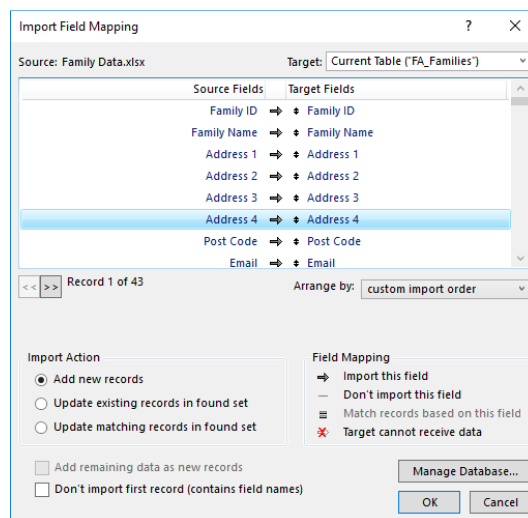 Import Field Mapping ? X
Source: Family Data.xlsx Target: Current Table ("FA_Families")
Source Fields Target Fields
Family ID Family ID
Family Name Family Name
Address 1 Address 1
Address 2 Address 2
Address 3 Address 3
Address 4 Address 4
Post Code Post Code
Email Email
<< >> Record 1 of 43 Arrange by: custom import order
Import Action Field Mapping
Add new records Import this field
Update existing records in found set Don't import this field
Update matching records in found set Match records based on this field
Target cannot receive data
Add remaining data as new records Manage Database...
Don't import first record (contains field names)
OK Cancel